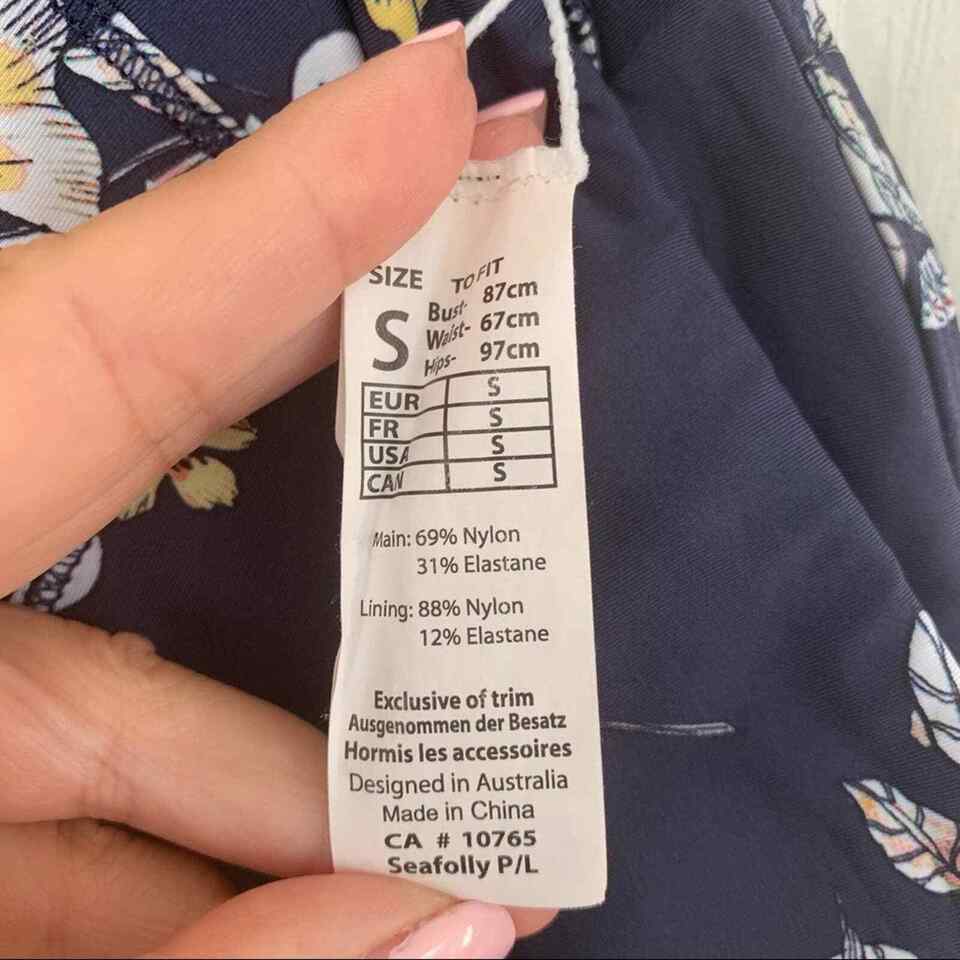 SIZE TO FIT
S Bust- 87cm
Waist- 67cm
Hips- 97cm
EUR S
FR S
USA S
CAN S
Main: 69% Nylon
31% Elastane
Lining: 88% Nylon
12% Elastane
Exclusive of trim
Ausgenommen der Besatz
Hormis les accessoires
Designed in Australia
Made in China
CA # 10765
Seafolly P/L